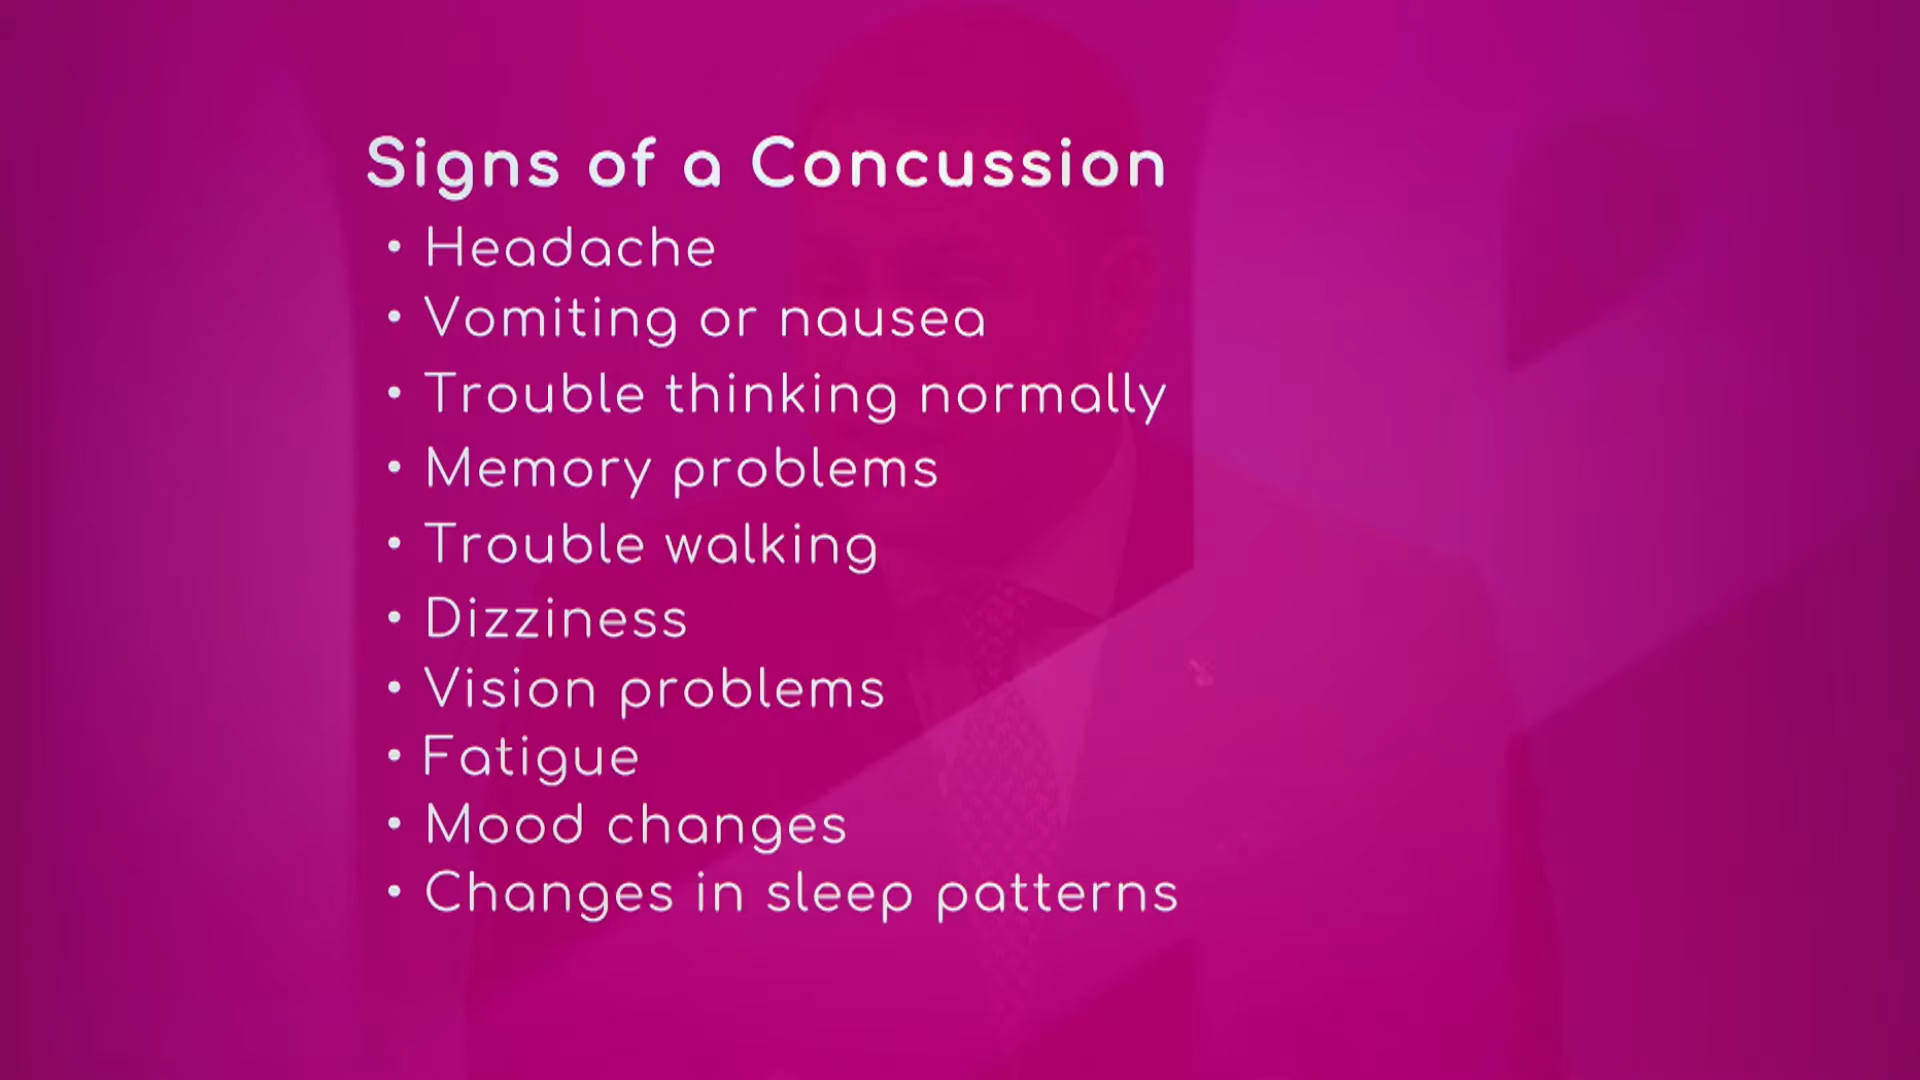 Signs of a Concussion
• Headache
• Vomiting or nausea
• Trouble thinking normally
• Memory problems
• Trouble walking
• Dizziness
• Vision problems
• Fatigue
• Mood changes
• Changes in sleep patterns